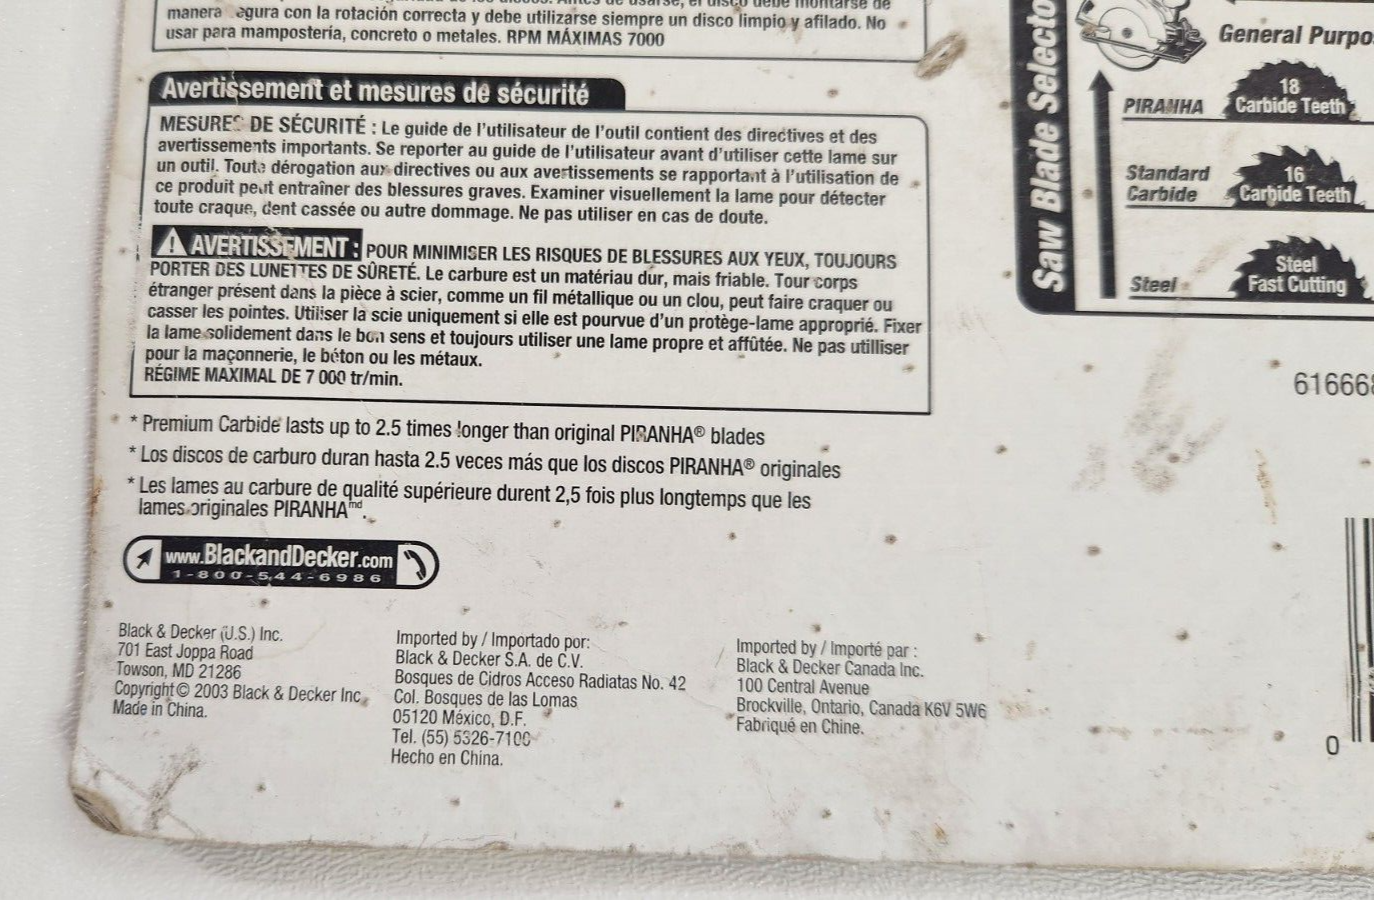 manera segura con la rotación correcta y debe utilizarse siempre un disco limpio y afilado. No
usar para mampostería, concreto o metales. RPM MÁXIMAS 7000
Avertissement et mesures de sécurité
MESURES DE SÉCURITÉ : Le guide de l'utilisateur de l'outil contient des directives et des
avertissements importants. Se reporter au guide de l'utilisateur avant d'utiliser cette lame sur
un outil. Toute dérogation aux directives ou aux avertissements se rapportant à l'utilisation de
ce produit peut entraîner des blessures graves. Examiner visuellement la lame pour détecter
toute craque, dent cassée ou autre dommage. Ne pas utiliser en cas de doute.
AVERTISSEMENT : POUR MINIMISER LES RISQUES DE BLESSURES AUX YEUX, TOUJOURS
PORTER DES LUNETTES DE SÛRETÉ. Le carbure est un matériau dur, mais friable. Tour corps
étranger présent dans la pièce à scier, comme un fil métallique ou un clou, peut faire craquer ou
casser les pointes. Utiliser la scie uniquement si elle est pourvue d'un protège-lame approprié. Fixer
la lame solidement dans le bon sens et toujours utiliser une lame propre et affûtée. Ne pas utilliser
pour la maçonnerie, le béton ou les métaux.
RÉGIME MAXIMAL DE 7 000 tr/min.
* Premium Carbide lasts up to 2.5 times longer than original PIRANHA® blades
* Los discos de carburo duran hasta 2.5 veces más que los discos PIRANHA® originales
* Les lames au carbure de qualité supérieure durent 2,5 fois plus longtemps que les
lames originales PIRANHAmd.
www.BlackandDecker.com
1-800-544-6986
Black & Decker (U.S.) Inc.
701 East Joppa Road
Towson, MD 21286
Copyright © 2003 Black & Decker Inc.
Made in China.
Imported by / Importado por:
Black & Decker S.A. de C.V.
Bosques de Cidros Acceso Radiatas No. 42
Col. Bosques de las Lomas
05120 México, D.F.
Tel. (55) 5326-7100
Hecho en China.
Imported by / Importé par :
Black & Decker Canada Inc.
100 Central Avenue
Brockville, Ontario, Canada K6V 5W6
Fabriqué en Chine.
Saw Blade Selecto
General Purpo
PIRANHA
18
Carbide Teeth
Standard
Carbide
16
Carbide Teeth
Steel
Steel
Fast Cutting
61666
0